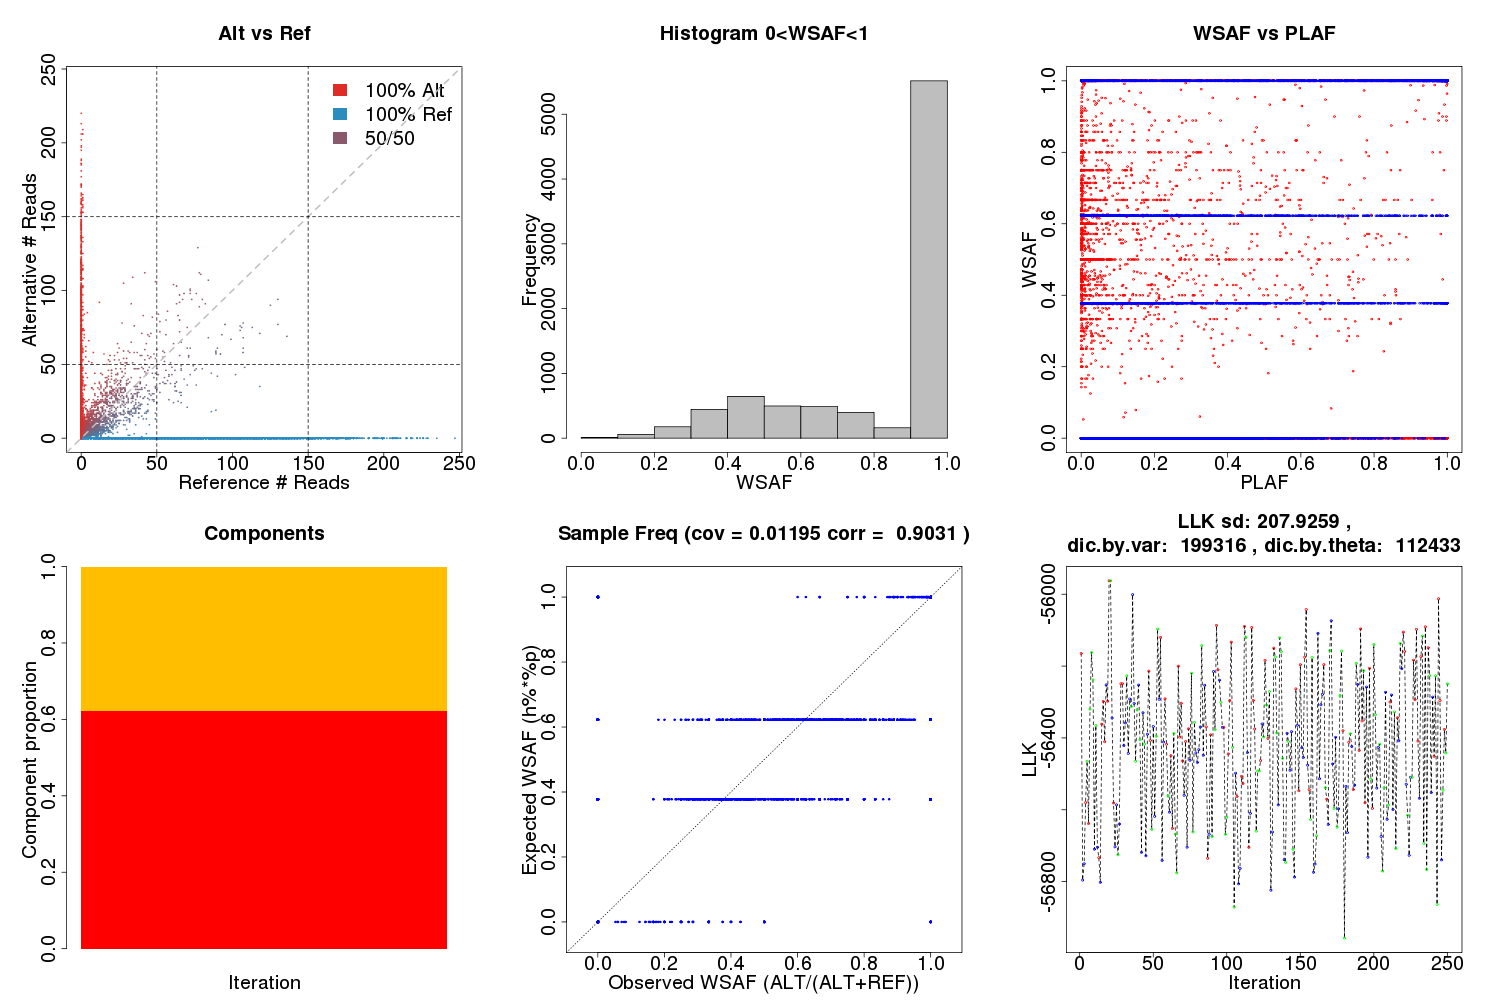 Alt vs Ref
250
200
150
100
50
0
Alternative # Reads
100% Alt
100% Ref
50/50
0 50 100 150 200 250
Reference # Reads
Histogram 0<WSAF<1
5000
4000
3000
2000
1000
0
Frequency
0.0 0.2 0.4 0.6 0.8 1.0
WSAF
WSAF vs PLAF
1.0
0.8
0.6
0.4
0.2
0.0
WSAF
0.0 0.2 0.4 0.6 0.8 1.0
PLAF
Components
1.0
0.8
0.6
0.4
0.2
0.0
Component proportion
Iteration
Sample Freq (cov = 0.01195 corr = 0.9031 )
1.0
0.8
0.6
0.4
0.2
0.0
Expected WSAF (h%*%p)
0.0 0.2 0.4 0.6 0.8 1.0
Observed WSAF (ALT/(ALT+REF))
LLK sd: 207.9259 ,
dic.by.var: 199316 , dic.by.theta: 112433
-56000
-56400
-56800
LLK
0 50 100 150 200 250
Iteration